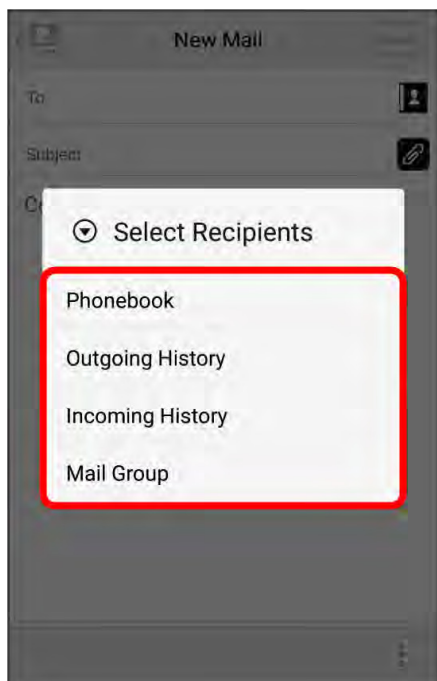 New Mail
To
Subject
Select Recipients
Phonebook
Outgoing History
Incoming History
Mail Group